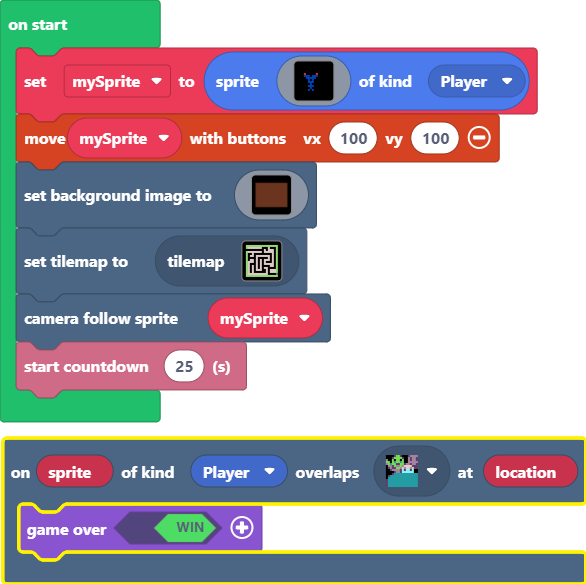 on start
set mySprite to sprite of kind Player
move mySprite with buttons vx 100 vy 100
set background image to
set tilemap to tilemap
camera follow sprite mySprite
start countdown 25 (s)
on sprite of kind Player overlaps at location
game over WIN